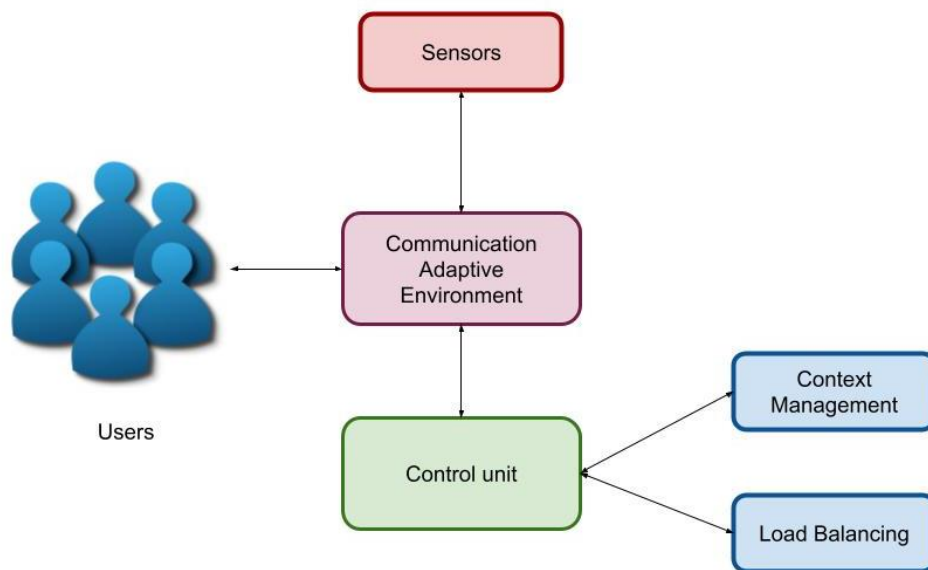 Sensors
Communication
Adaptive
Environment
Users
Context
Management
Control unit
Load Balancing